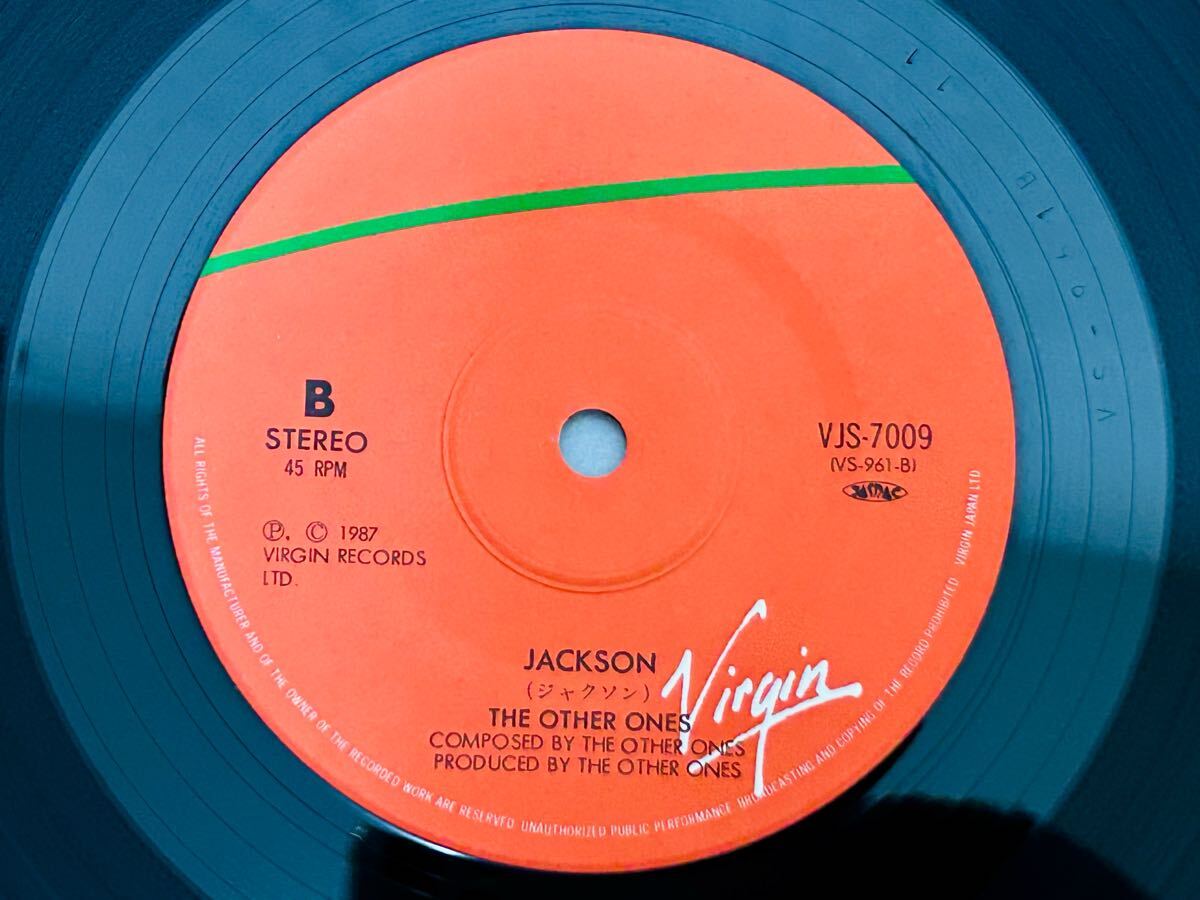 B
STEREO
45 RPM
Ⓟ, Ⓒ 1987
VIRGIN RECORDS
LTD.
VJS-7009
(VS-961-B)
JACKSON
(ジャクソン)
THE OTHER ONES
COMPOSED BY THE OTHER ONES
PRODUCED BY THE OTHER ONES
Virgin
ALL RIGHTS OF THE MANUFACTURER AND OF THE OWNER OF THE RECORDED WORK ARE RESERVED. UNAUTHORIZED PUBLIC PERFORMANCE BROADCASTING AND COPYING OF THE RECORD PROHIBITED VIRGIN JAPAN LTD